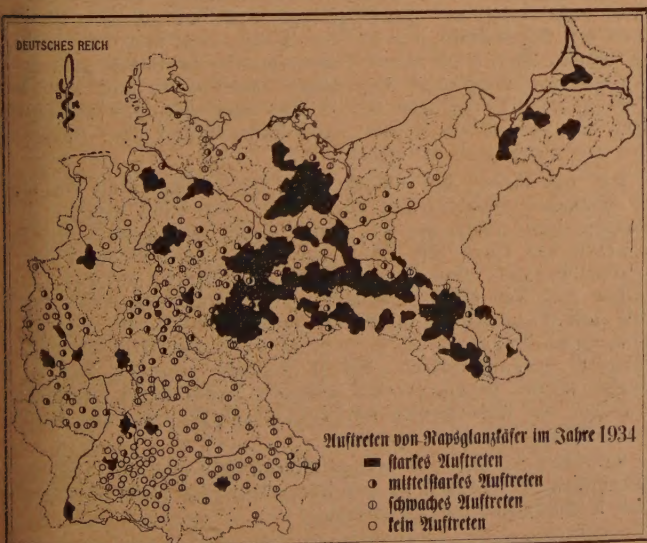 DEUTSCHES REICH
Auftreten von Rapsglanzkäfer im Jahre 1934
starkes Auftreten
mittelstarkes Auftreten
schwaches Auftreten
kein Auftreten